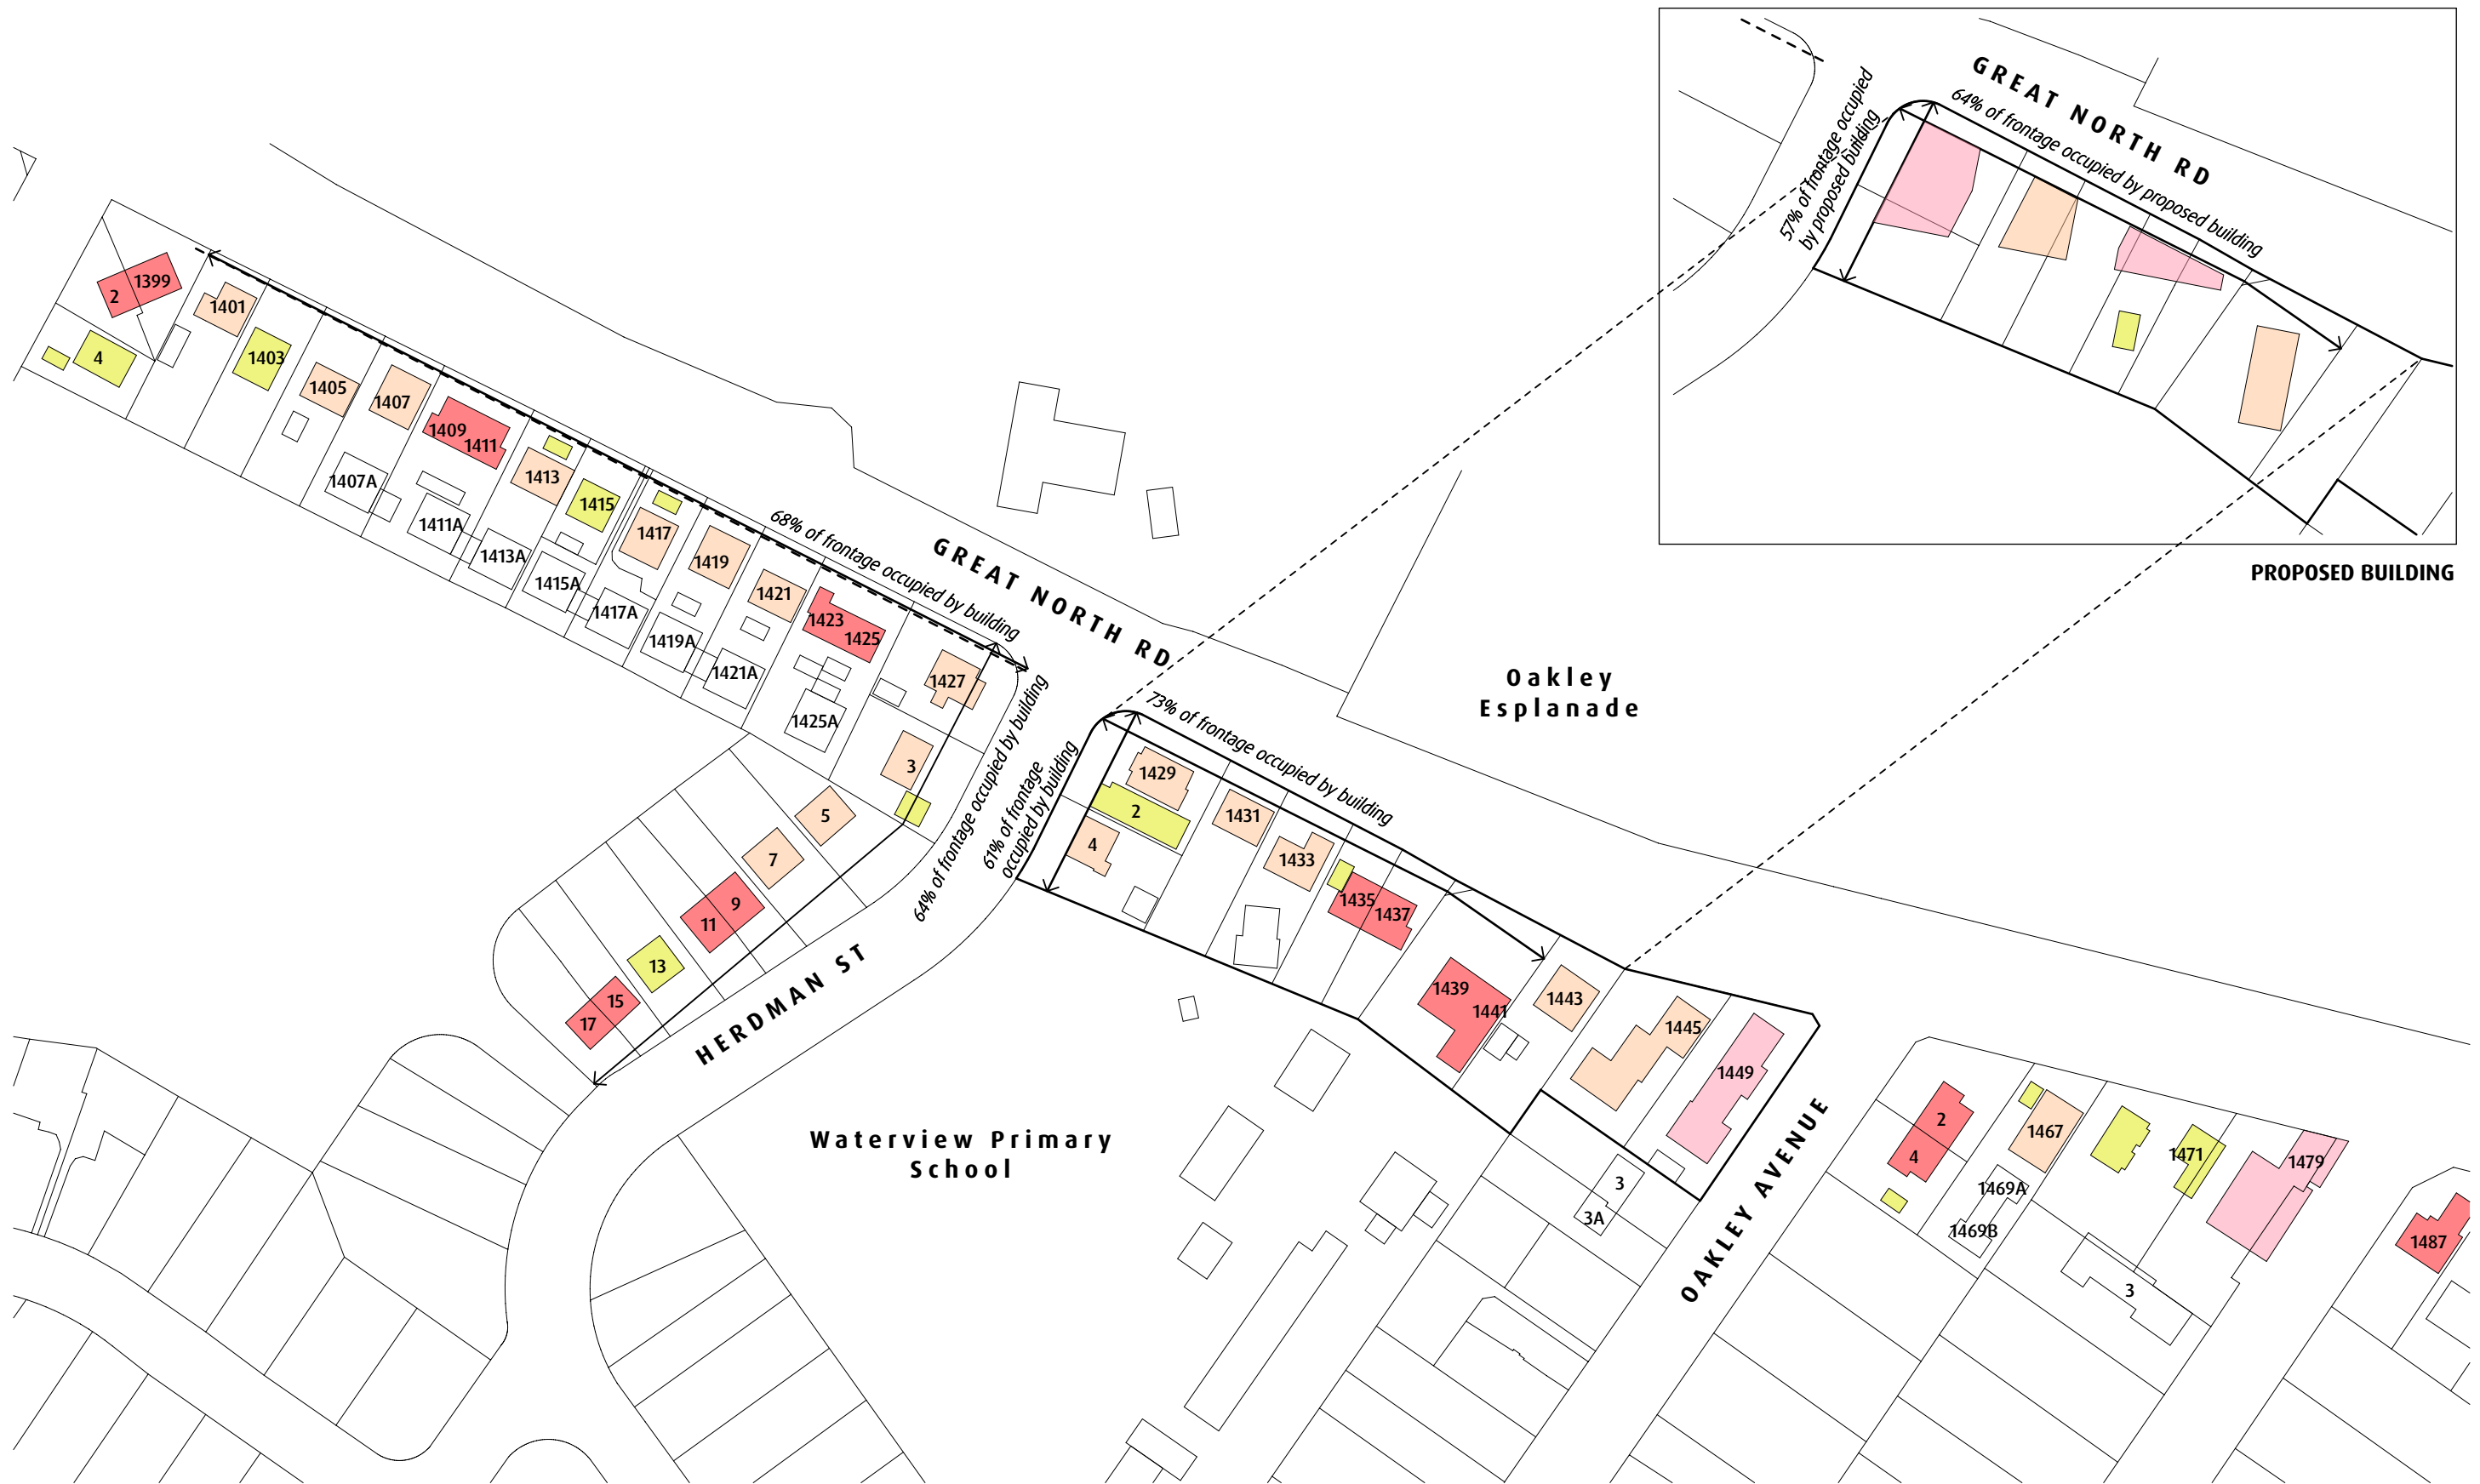 GREAT NORTH RD
64% of frontage occupied by proposed building
57% of frontage occupied
by proposed building
PROPOSED BUILDING
1399
2
4
1401
1403
1405
1407
1409
1411
1413
1415
1417
1419
1421
1423
1425
1427
1407A
1411A
1413A
1415A
1417A
1419A
1421A
1425A
3
5
7
9
11
13
15
17
68% of frontage occupied by building
GREAT NORTH RD
64% of frontage occupied by building
61% of frontage
occupied by building
73% of frontage occupied by building
Oakley
Esplanade
1429
2
4
1431
1433
1435
1437
1439
1441
1443
1445
1449
3
3A
HERDMAN ST
Waterview Primary
School
OAKLEY AVENUE
2
4
1467
1469A
1469B
1471
1479
3
1487